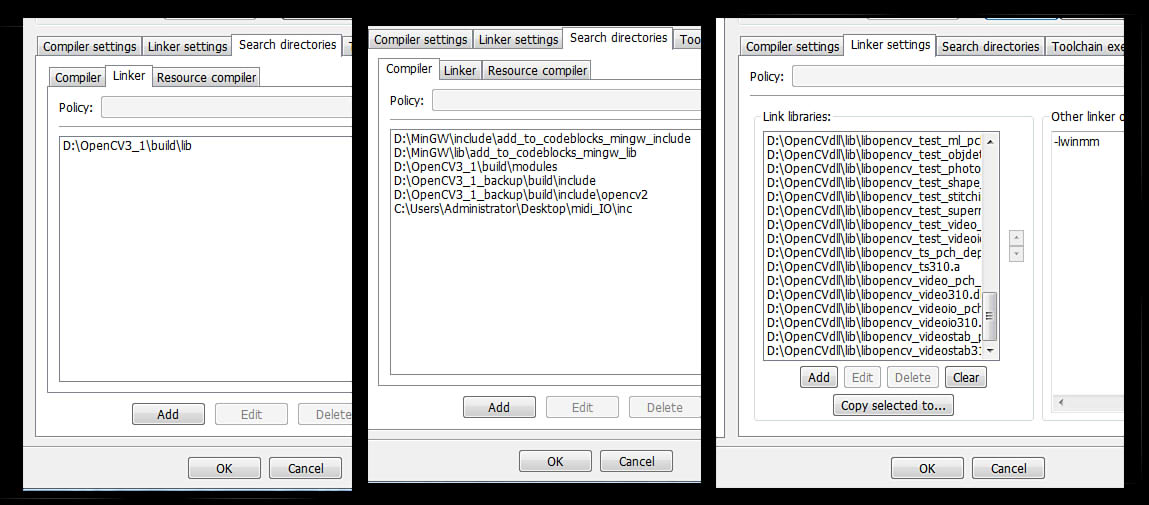 Compiler settings Linker settings Search directories
Compiler Linker Resource compiler
Policy:
D:\OpenCV3_1\build\lib
Add Edit Delete
OK Cancel
Compiler settings Linker settings Search directories Too
Compiler Linker Resource compiler
Policy:
D:\MinGW\include\add_to_codeblocks_mingw_include
D:\MinGW\lib\add_to_codeblocks_mingw_lib
D:\OpenCV3_1\build\modules
D:\OpenCV3_1_backup\build\include
D:\OpenCV3_1_backup\build\include\opencv2
C:\Users\Administrator\Desktop\midi_IO\inc
Add Edit Delete
OK Cancel
Compiler settings Linker settings Search directories Toolchain exe
Policy:
Link libraries: Other linker o
D:\OpenCVdll\lib\libopencv_test_ml_pc
D:\OpenCVdll\lib\libopencv_test_objdet
D:\OpenCVdll\lib\libopencv_test_photo
D:\OpenCVdll\lib\libopencv_test_shape_
D:\OpenCVdll\lib\libopencv_test_stitchi
D:\OpenCVdll\lib\libopencv_test_superr
D:\OpenCVdll\lib\libopencv_test_video_
D:\OpenCVdll\lib\libopencv_test_videoio
D:\OpenCVdll\lib\libopencv_ts_pch_dep
D:\OpenCVdll\lib\libopencv_ts310.a
D:\OpenCVdll\lib\libopencv_video_pch_
D:\OpenCVdll\lib\libopencv_video310.d
D:\OpenCVdll\lib\libopencv_videoio_pch
D:\OpenCVdll\lib\libopencv_videoio310.
D:\OpenCVdll\lib\libopencv_videostab_p
D:\OpenCVdll\lib\libopencv_videostab31
-lwinmm
Add Edit Delete Clear
Copy selected to...
OK Cancel